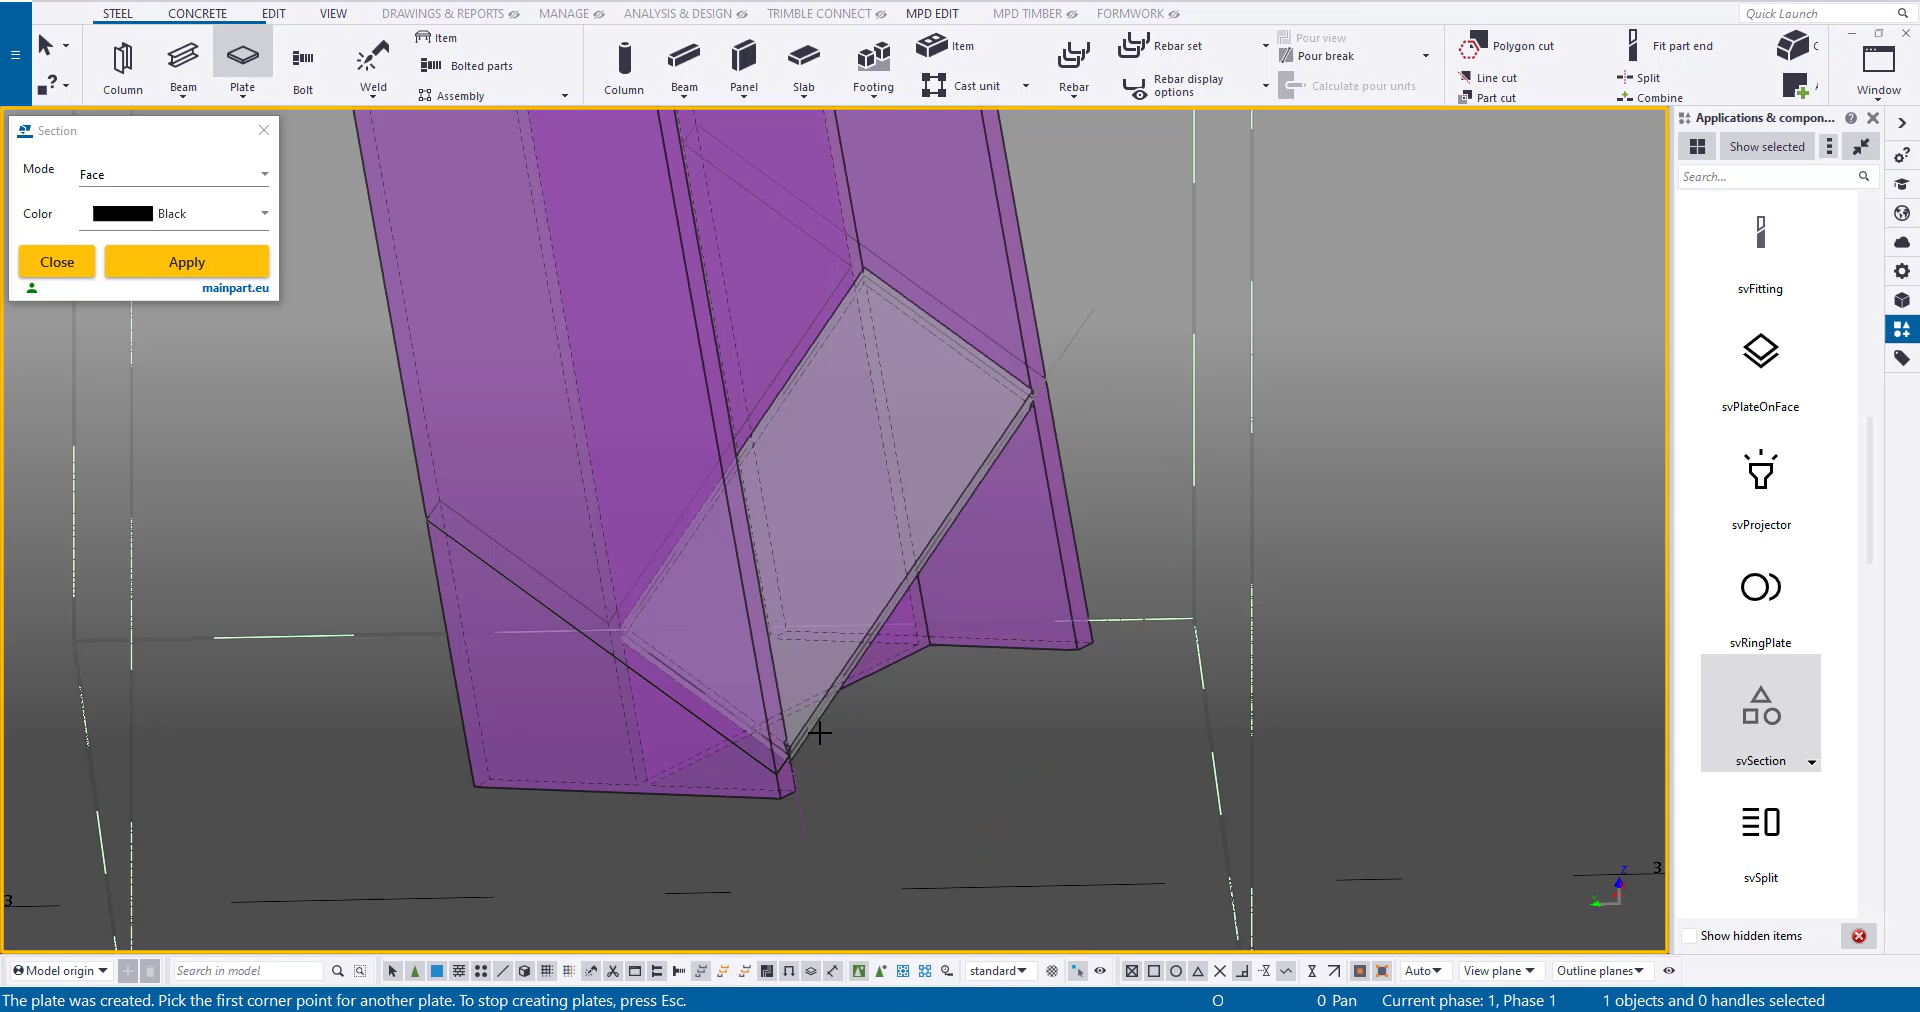 STEEL CONCRETE EDIT VIEW DRAWINGS & REPORTS MANAGE ANALYSIS & DESIGN TRIMBLE CONNECT MPD EDIT MPD TIMBER FORMWORK Quick Launch
Column Beam Plate Bolt Weld
Item
Bolted parts
Assembly
Column Beam Panel Slab Footing
Item
Cast unit
Rebar
Rebar set
Rebar display
options
Pour view
Pour break
Calculate pour units
Polygon cut
Line cut
Part cut
Fit part end
Split
Combine
Window
Section
Mode
Face
Color
Black
Close
Apply
mainpart.eu
Applications & compon...
Show selected
Search...
svFitting
svPlateOnFace
svProjector
svRingPlate
svSection
svSplit
Show hidden items
3
3
Z
Model origin
Search in model
standard
Auto
View plane
Outline planes
The plate was created. Pick the first corner point for another plate. To stop creating plates, press Esc.
O
0 Pan
Current phase: 1, Phase 1
1 objects and 0 handles selected